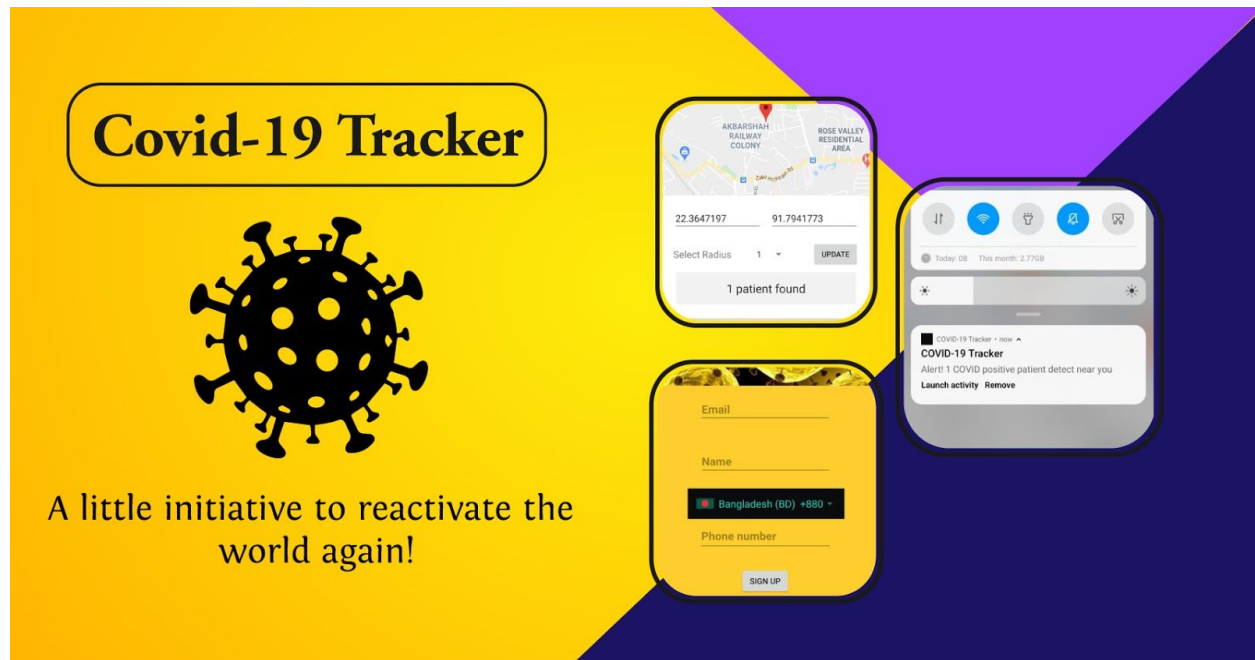 Covid-19 Tracker
A little initiative to reactivate the
world again!
AKBARSHAH
RAILWAY
COLONY
ROSE VALLEY
RESIDENTIAL
AREA
22.3647197 91.7941773
Select Radius 1 UPDATE
1 patient found
Email
Name
Bangladesh (BD) +880
Phone number
SIGN UP
Today: 0B This month: 2.77GB
COVID-19 Tracker • now
COVID-19 Tracker
Alert! 1 COVID positive patient detect near you
Launch activity Remove